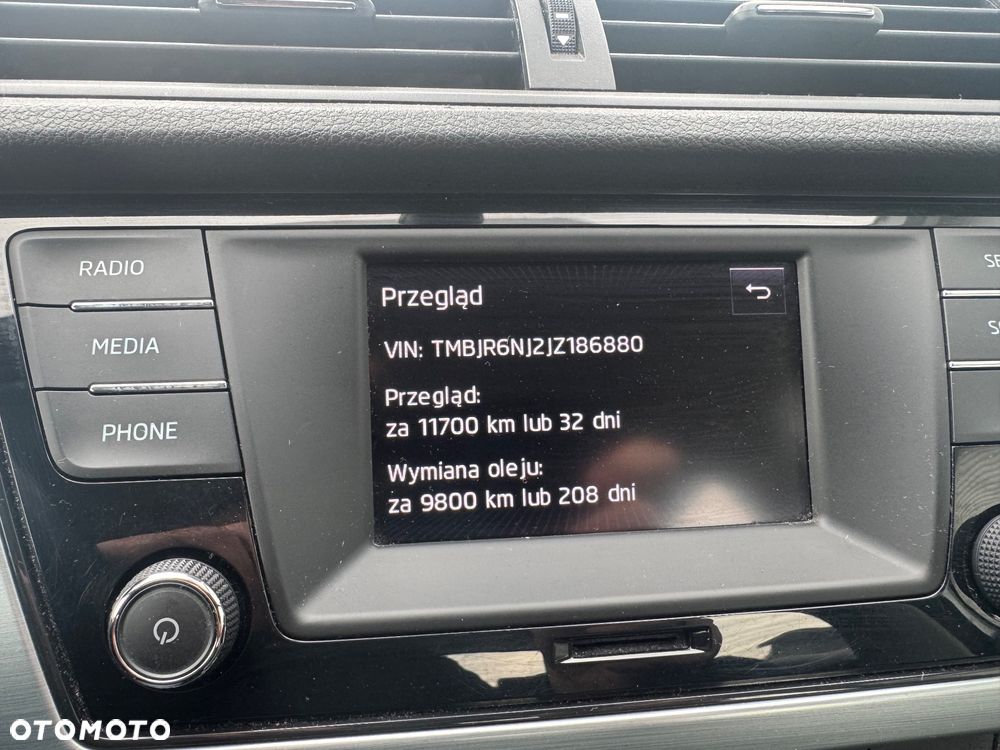 RADIO
MEDIA
PHONE
Przegląd
VIN: TMBJR6NJ2JZ186880
Przegląd:
za 11700 km lub 32 dni
Wymiana oleju:
za 9800 km lub 208 dni
OTOMOTO